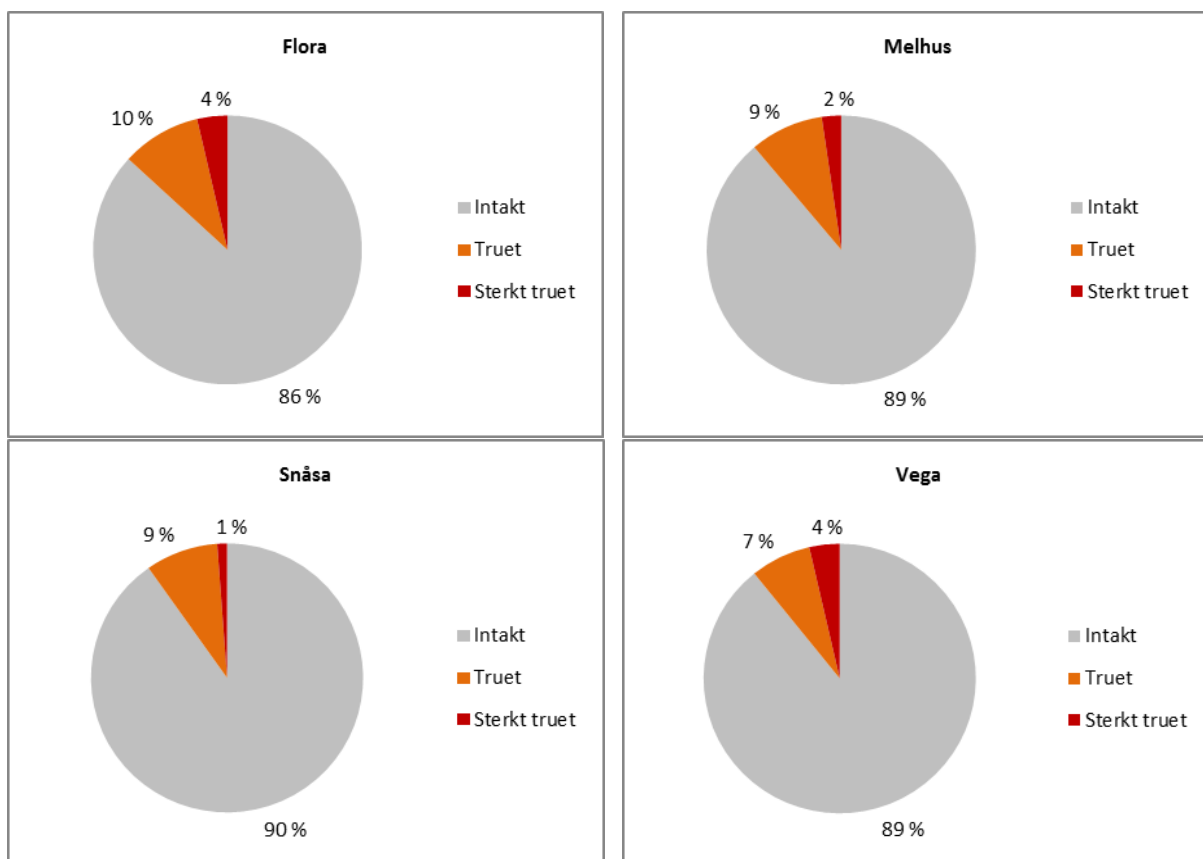 Flora
4 %
10 %
Intakt
Truet
Sterkt truet
86 %
Melhus
2 %
9 %
Intakt
Truet
Sterkt truet
89 %
Snåsa
1 %
9 %
Intakt
Truet
Sterkt truet
90 %
Vega
4 %
7 %
Intakt
Truet
Sterkt truet
89 %